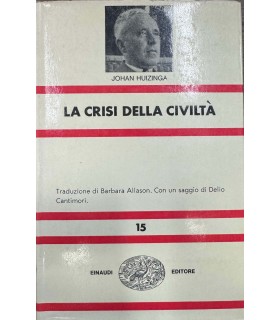 JOHAN HUIZINGA
LA CRISI DELLA CIVILTÀ
Traduzione di Barbara Allason. Con un saggio di Delio
Cantimori.
15
EINAUDI EDITORE